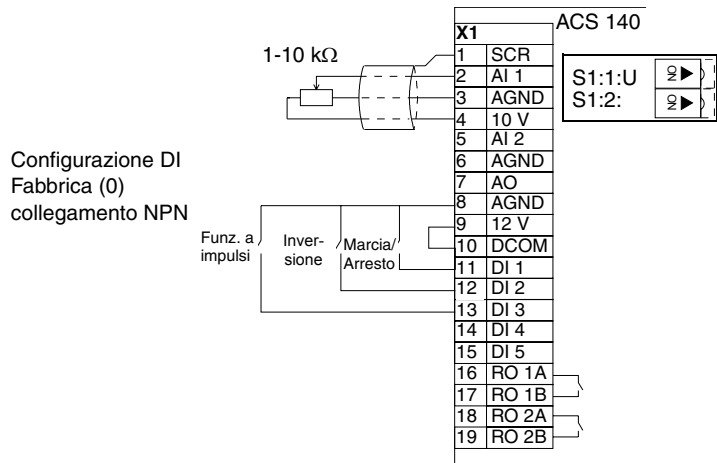 ACS 140
X1
1 SCR
2 AI 1
3 AGND
4 10 V
5 AI 2
6 AGND
7 AO
8 AGND
9 12 V
10 DCOM
11 DI 1
12 DI 2
13 DI 3
14 DI 4
15 DI 5
16 RO 1A
17 RO 1B
18 RO 2A
19 RO 2B
1-10 kΩ
S1:1:U
S1:2:
ON
ON
Configurazione DI
Fabbrica (0)
collegamento NPN
Funz. a
impulsi
Inver-
sione
Marcia/
Arresto